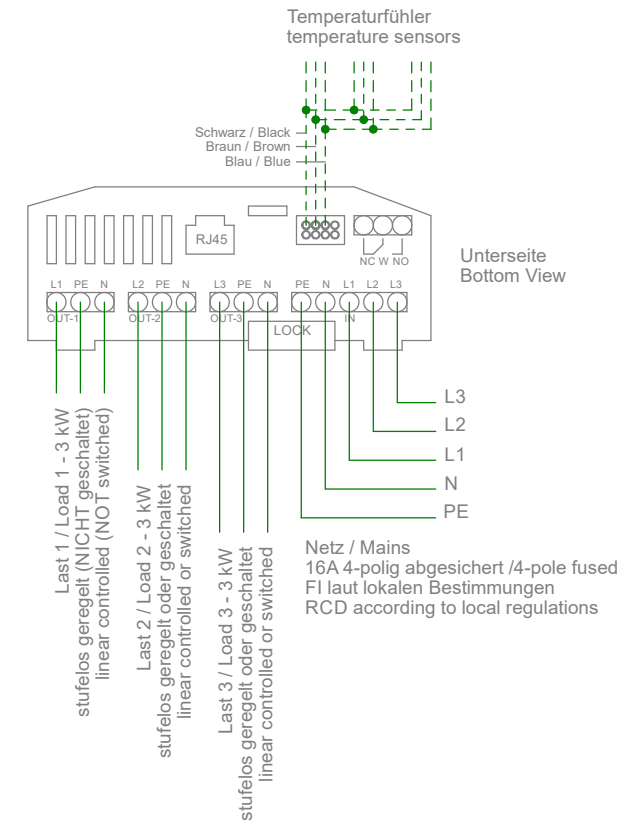 Temperaturfühler
temperature sensors
Schwarz / Black
Braun / Brown
Blau / Blue
RJ45
NC W NO
Unterseite
Bottom View
L1 PE N
L2 PE N
L3 PE N
PE N L1 L2 L3
OUT-1
OUT-2
OUT-3
IN
LOCK
L3
L2
L1
N
PE
Last 1 / Load 1 - 3 kW
stufelos geregelt (NICHT geschaltet)
linear controlled (NOT switched)
Last 2 / Load 2 - 3 kW
stufelos geregelt oder geschaltet
linear controlled or switched
Last 3 / Load 3 - 3 kW
stufelos geregelt oder geschaltet
linear controlled or switched
Netz / Mains
16A 4-polig abgesichert /4-pole fused
FI laut lokalen Bestimmungen
RCD according to local regulations